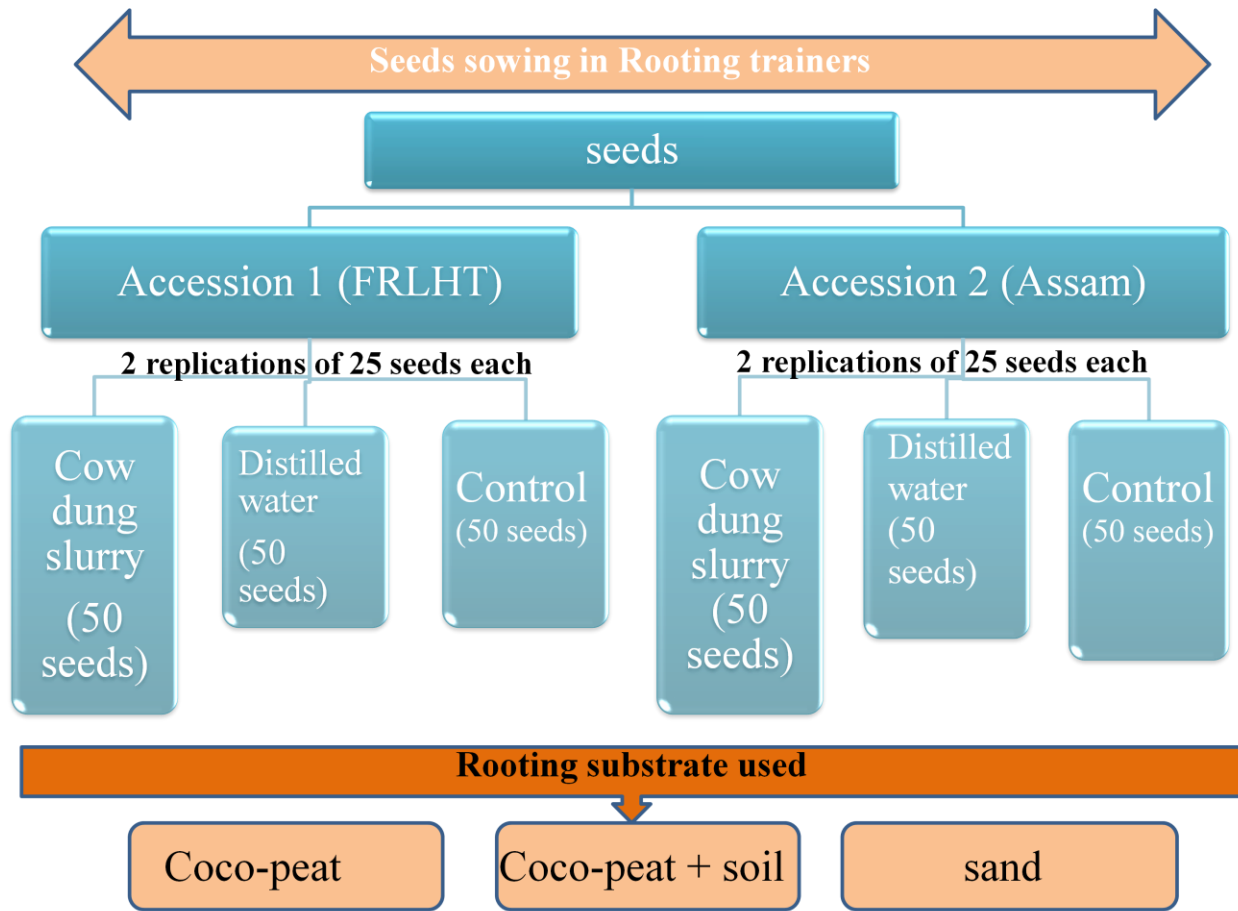 Seeds sowing in Rooting trainers
seeds
Accession 1 (FRLHT)
Accession 2 (Assam)
2 replications of 25 seeds each
2 replications of 25 seeds each
Cow
dung
slurry
(50
seeds)
Distilled
water
(50
seeds)
Control
(50 seeds)
Cow
dung
slurry
(50
seeds)
Distilled
water
(50
seeds)
Control
(50 seeds)
Rooting substrate used
Coco-peat
Coco-peat + soil
sand